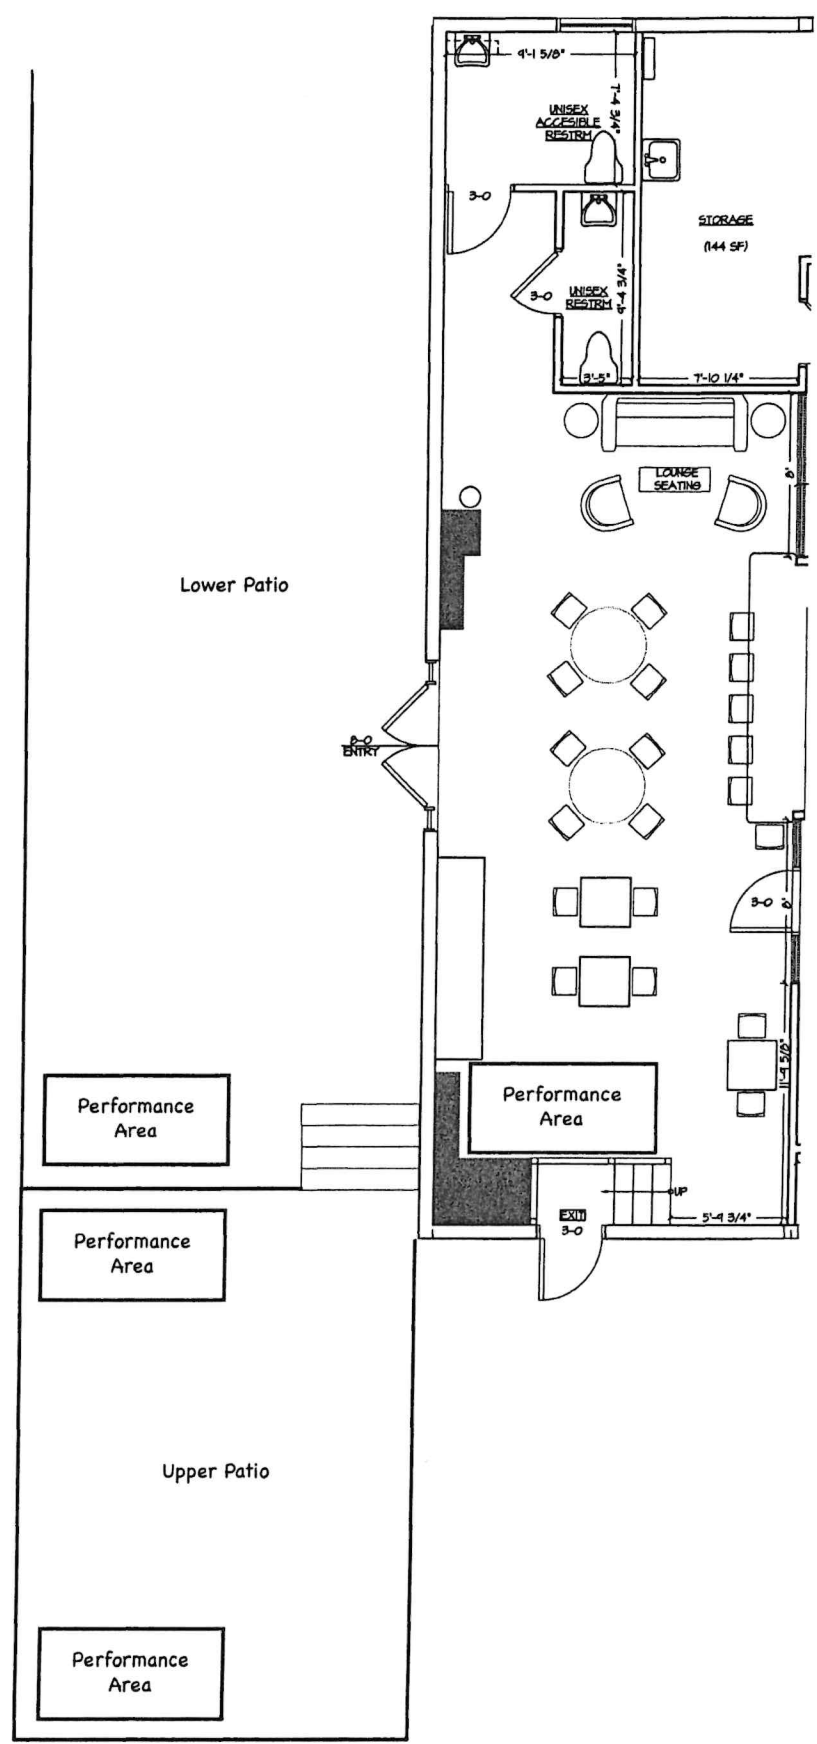 9'-1 5/8"
7'-4 3/4"
UNISEX
ACCESIBLE
RESTRM
3-0
STORAGE
(144 SF)
3-0
UNISEX
RESTRM
9'-4 3/4"
3'-5"
7'-10 1/4"
LOUNGE
SEATING
8'
Lower Patio
8-0
ENTRY
3-0
8'
11'-9 5/8"
Performance
Area
Performance
Area
UP
EXIT
3-0
5'-9 3/4"
Performance
Area
Upper Patio
Performance
Area